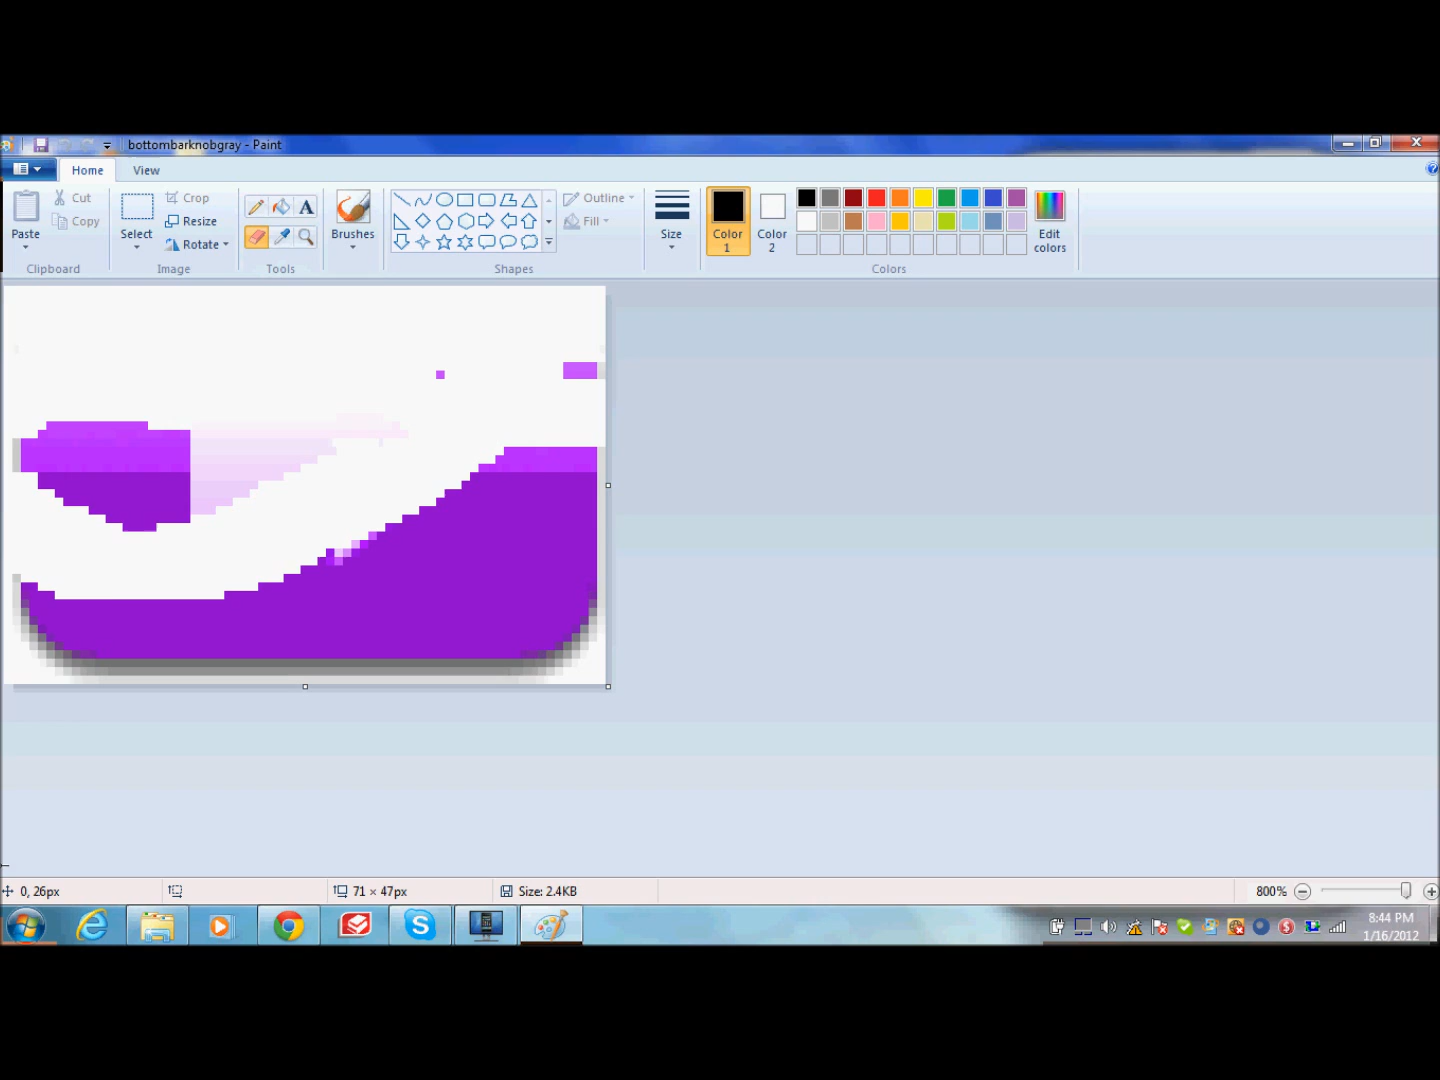 bottombarknobgray - Paint
Home View
Paste
Cut
Copy
Clipboard
Select
Crop
Resize
Rotate
Image
A
Tools
Brushes
Outline
Fill
Shapes
Size
Color 1
Color 2
Edit colors
Colors
0, 26px
71 × 47px
Size: 2.4KB
800%
8:44 PM
1/16/2012